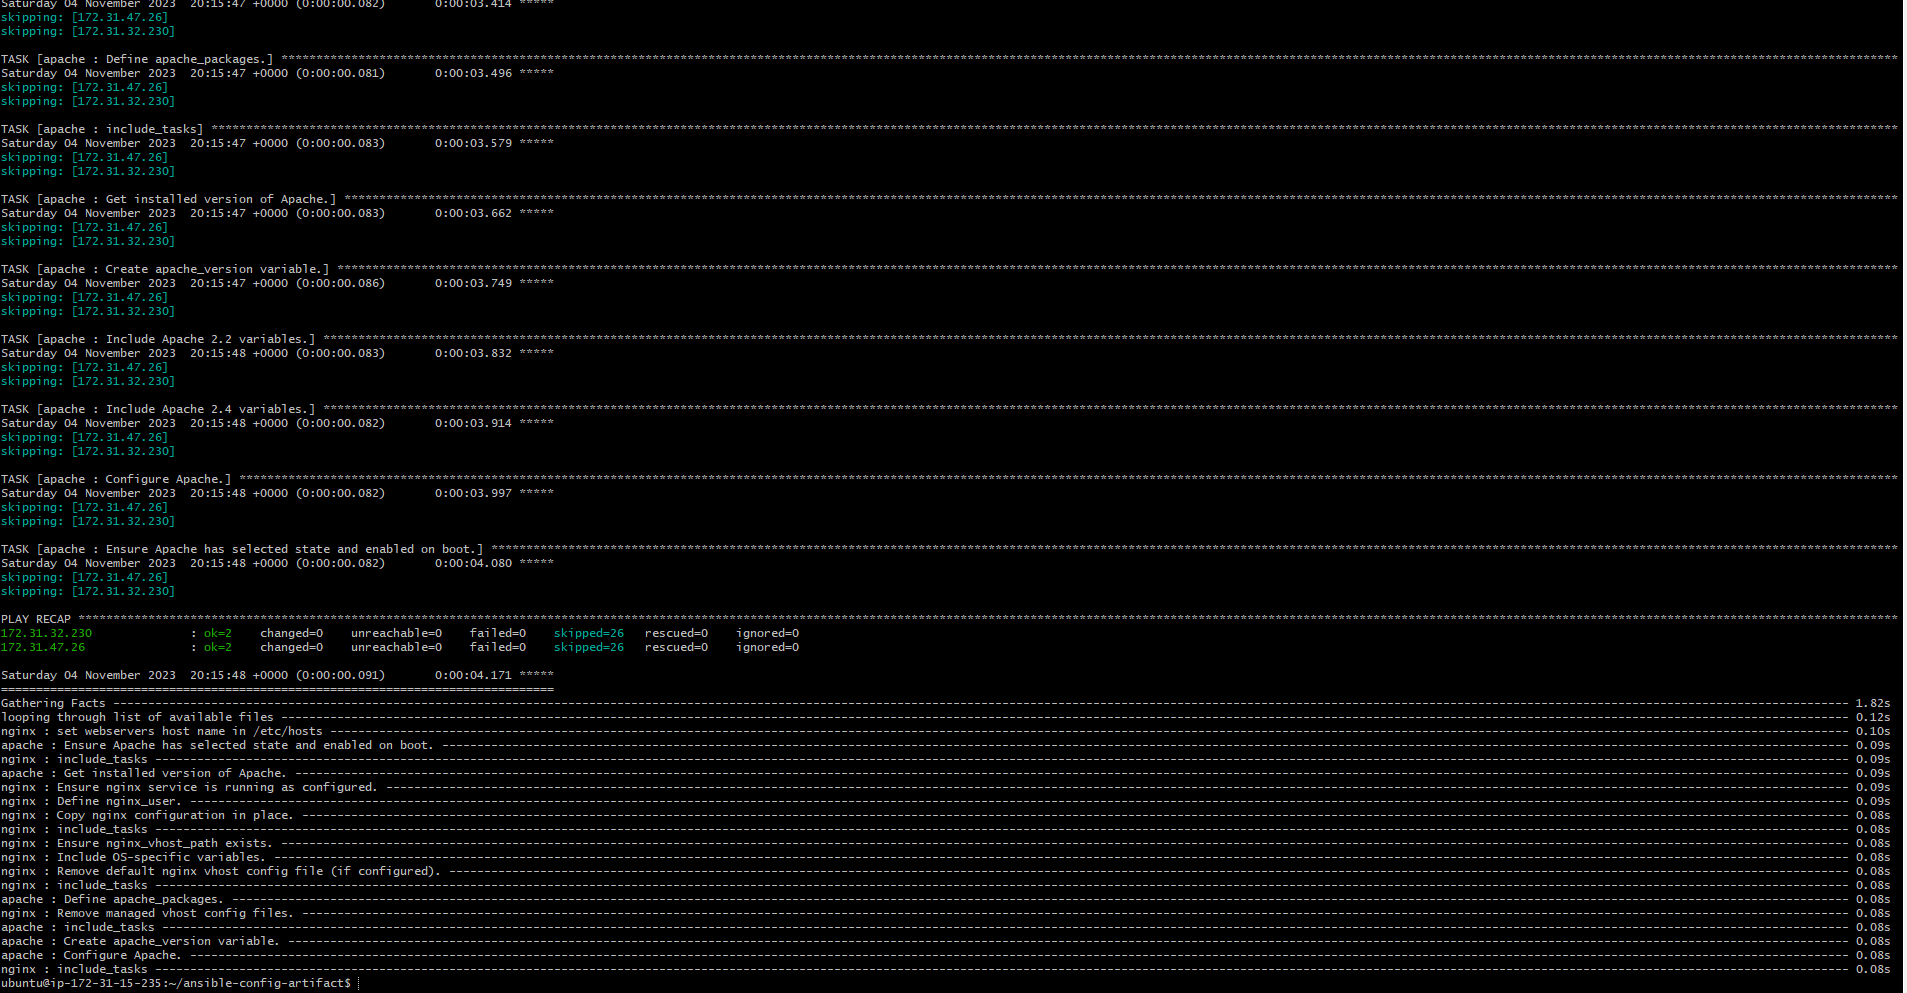 Saturday 04 November 2023  20:15:47 +0000 (0:00:00.082)       0:00:03.414 *****
skipping: [172.31.47.26]
skipping: [172.31.32.230]
TASK [apache : Define apache_packages.] *****
Saturday 04 November 2023  20:15:47 +0000 (0:00:00.081)       0:00:03.496 *****
skipping: [172.31.47.26]
skipping: [172.31.32.230]
TASK [apache : include_tasks] *****
Saturday 04 November 2023  20:15:47 +0000 (0:00:00.083)       0:00:03.579 *****
skipping: [172.31.47.26]
skipping: [172.31.32.230]
TASK [apache : Get installed version of Apache.] *****
Saturday 04 November 2023  20:15:47 +0000 (0:00:00.083)       0:00:03.662 *****
skipping: [172.31.47.26]
skipping: [172.31.32.230]
TASK [apache : Create apache_version variable.] *****
Saturday 04 November 2023  20:15:47 +0000 (0:00:00.086)       0:00:03.749 *****
skipping: [172.31.47.26]
skipping: [172.31.32.230]
TASK [apache : Include Apache 2.2 variables.] *****
Saturday 04 November 2023  20:15:48 +0000 (0:00:00.083)       0:00:03.832 *****
skipping: [172.31.47.26]
skipping: [172.31.32.230]
TASK [apache : Include Apache 2.4 variables.] *****
Saturday 04 November 2023  20:15:48 +0000 (0:00:00.082)       0:00:03.914 *****
skipping: [172.31.47.26]
skipping: [172.31.32.230]
TASK [apache : Configure Apache.] *****
Saturday 04 November 2023  20:15:48 +0000 (0:00:00.082)       0:00:03.997 *****
skipping: [172.31.47.26]
skipping: [172.31.32.230]
TASK [apache : Ensure Apache has selected state and enabled on boot.] *****
Saturday 04 November 2023  20:15:48 +0000 (0:00:00.082)       0:00:04.080 *****
skipping: [172.31.47.26]
skipping: [172.31.32.230]
PLAY RECAP *****
172.31.32.230              : ok=2    changed=0    unreachable=0    failed=0    skipped=26   rescued=0    ignored=0
172.31.47.26               : ok=2    changed=0    unreachable=0    failed=0    skipped=26   rescued=0    ignored=0
Saturday 04 November 2023  20:15:48 +0000 (0:00:00.091)       0:00:04.171 *****
===============================================================================
Gathering Facts ----- 1.82s
looping through list of available files ----- 0.12s
nginx : set webservers host name in /etc/hosts ----- 0.10s
apache : Ensure Apache has selected state and enabled on boot. ----- 0.09s
nginx : include_tasks ----- 0.09s
apache : Get installed version of Apache. ----- 0.09s
nginx : Ensure nginx service is running as configured. ----- 0.09s
nginx : Define nginx_user. ----- 0.09s
nginx : Copy nginx configuration in place. ----- 0.08s
nginx : include_tasks ----- 0.08s
nginx : Ensure nginx_vhost_path exists. ----- 0.08s
nginx : Include OS-specific variables. ----- 0.08s
nginx : Remove default nginx vhost config file (if configured). ----- 0.08s
nginx : include_tasks ----- 0.08s
apache : Define apache_packages. ----- 0.08s
nginx : Remove managed vhost config files. ----- 0.08s
apache : include_tasks ----- 0.08s
apache : Create apache_version variable. ----- 0.08s
apache : Configure Apache. ----- 0.08s
nginx : include_tasks ----- 0.08s
ubuntu@ip-172-31-15-235:~/ansible-config-artifact$